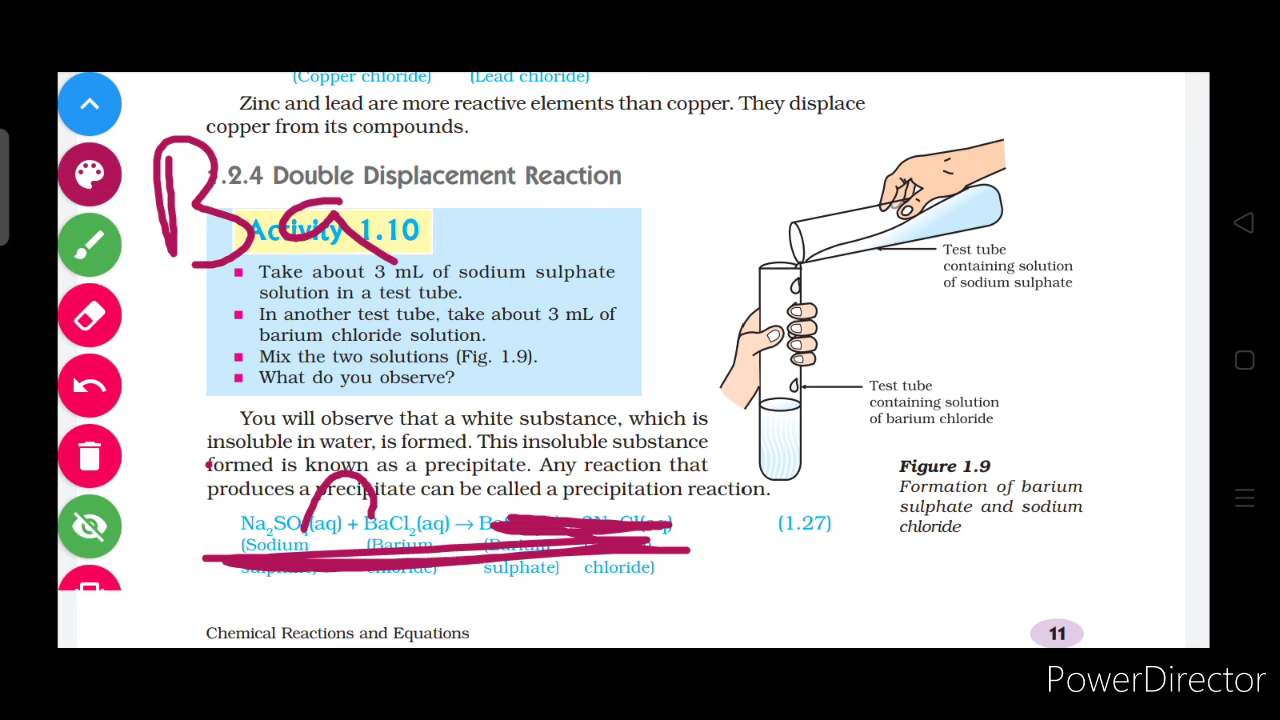 (Copper chloride) (Lead chloride)
Zinc and lead are more reactive elements than copper. They displace
copper from its compounds.
.2.4 Double Displacement Reaction
Ba
Activity 1.10
Take about 3 mL of sodium sulphate
solution in a test tube.
In another test tube, take about 3 mL of
barium chloride solution.
Mix the two solutions (Fig. 1.9).
What do you observe?
Test tube
containing solution
of sodium sulphate
Test tube
containing solution
of barium chloride
You will observe that a white substance, which is
insoluble in water, is formed. This insoluble substance
formed is known as a precipitate. Any reaction that
produces a precipitate can be called a precipitation reaction.
Figure 1.9
Formation of barium
sulphate and sodium
chloride
Na₂SO (aq) + BaCl₂(aq) → (1.27)
(Sodium (Barium (Barium
sulphate) chloride) sulphate) chloride)
Chemical Reactions and Equations
11
PowerDirector